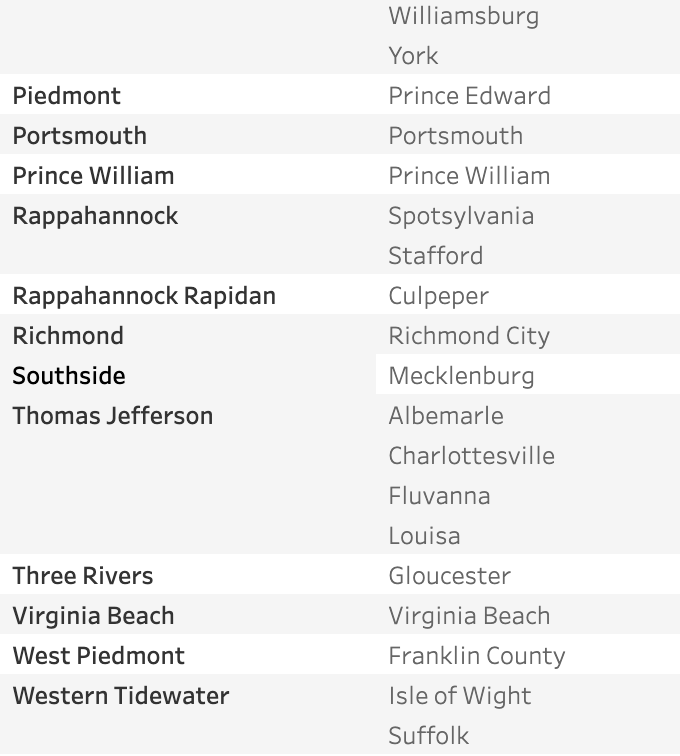 Williamsburg
York
Piedmont Prince Edward
Portsmouth Portsmouth
Prince William Prince William
Rappahannock Spotsylvania
Stafford
Rappahannock Rapidan Culpeper
Richmond Richmond City
Southside Mecklenburg
Thomas Jefferson Albemarle
Charlottesville
Fluvanna
Louisa
Three Rivers Gloucester
Virginia Beach Virginia Beach
West Piedmont Franklin County
Western Tidewater Isle of Wight
Suffolk